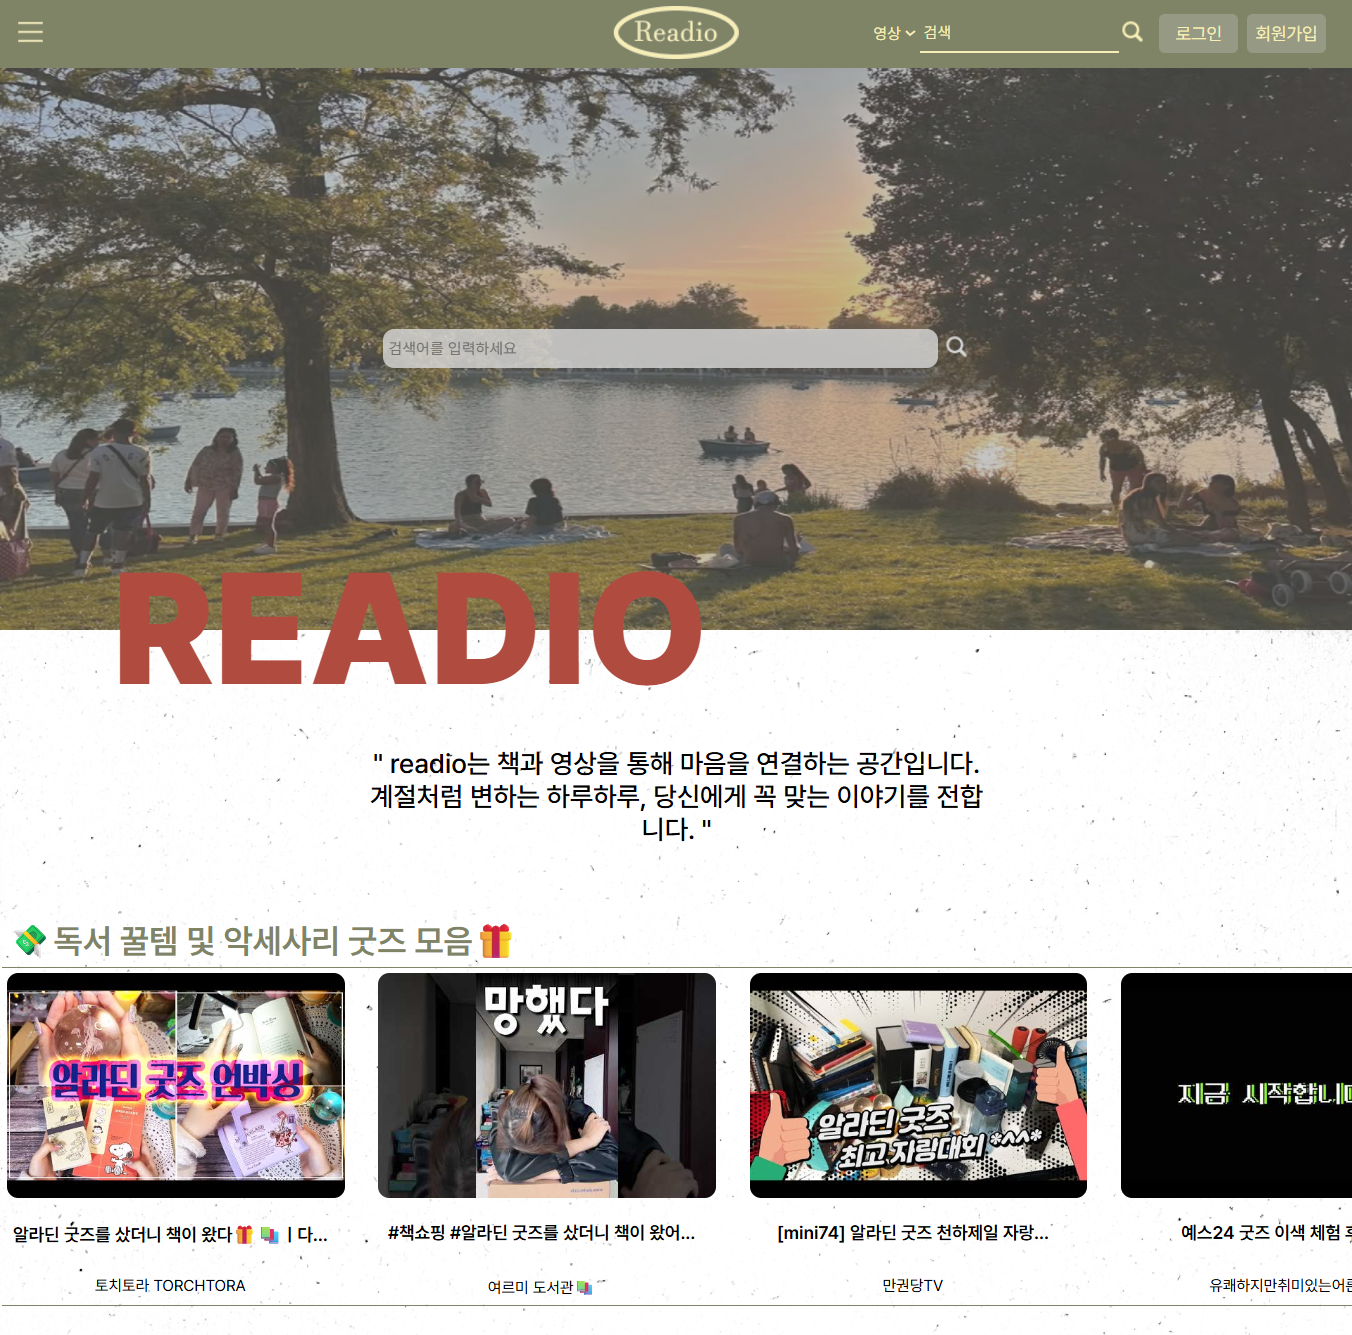 Readio
영상
검색
로그인
회원가입
검색어를 입력하세요
READIO
" readio는 책과 영상을 통해 마음을 연결하는 공간입니다.
계절처럼 변하는 하루하루, 당신에게 꼭 맞는 이야기를 전합
니다. "
💸 독서 꿀템 및 악세사리 굿즈 모음 🎁
알라딘 굿즈 언박싱
망했다
알라딘 굿즈
최고 자랑대회 *^^*
지금 시작합니
알라딘 굿즈를 샀더니 책이 왔다🎁 📚 ㅣ다...
#책쇼핑 #알라딘 굿즈를 샀더니 책이 왔어...
[mini74] 알라딘 굿즈 천하제일 자랑...
예스24 굿즈 이색 체험
토치토라 TORCHTORA
여르미 도서관📚
만권당TV
유쾌하지만취미있는어른